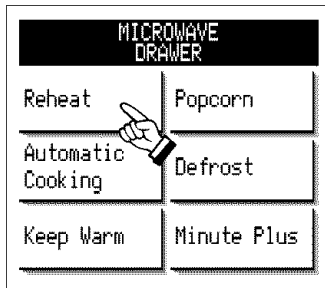 MICROWAVE
DRAWER
Reheat
Popcorn
Automatic
Cooking
Defrost
Keep Warm
Minute Plus